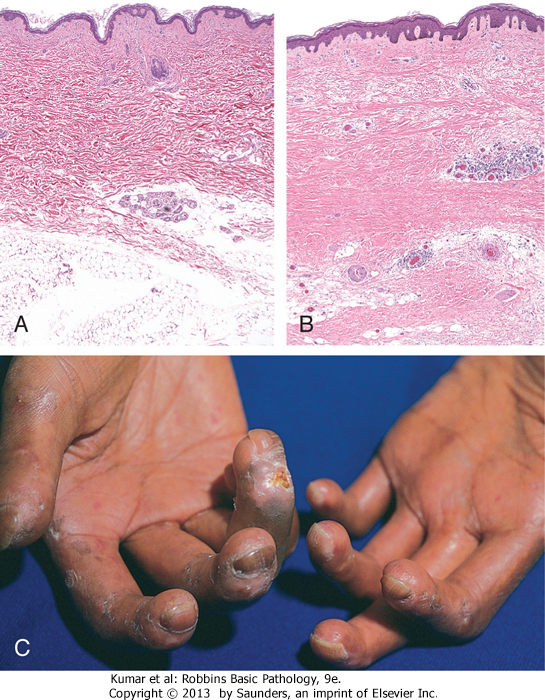 A
B
C
Kumar et al: Robbins Basic Pathology, 9e.
Copyright © 2013 by Saunders, an imprint of Elsevier Inc.